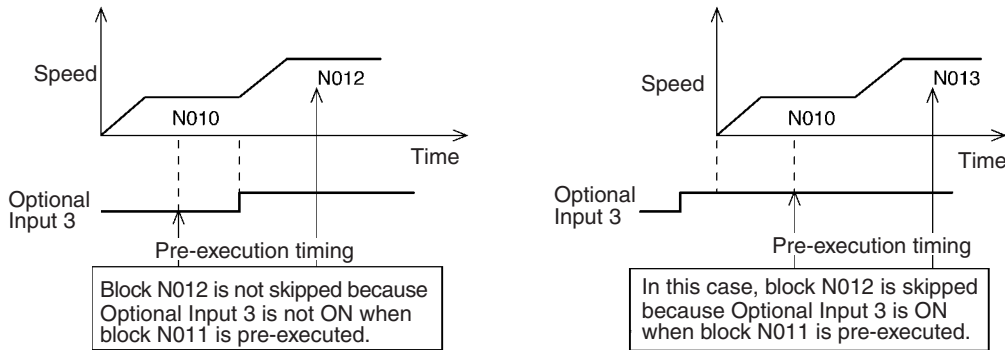 Speed
N012
N010
Time
Optional
Input 3
Pre-execution timing
Block N012 is not skipped because
Optional Input 3 is not ON when
block N011 is pre-executed.
Speed
N013
N010
Time
Optional
Input 3
Pre-execution timing
In this case, block N012 is skipped
because Optional Input 3 is ON
when block N011 is pre-executed.